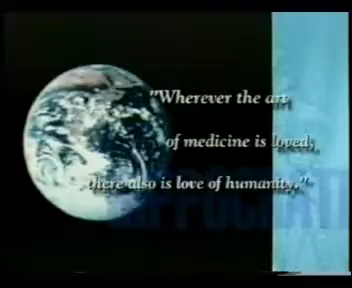 "Wherever the art
of medicine is loved,
there also is love of humanity."